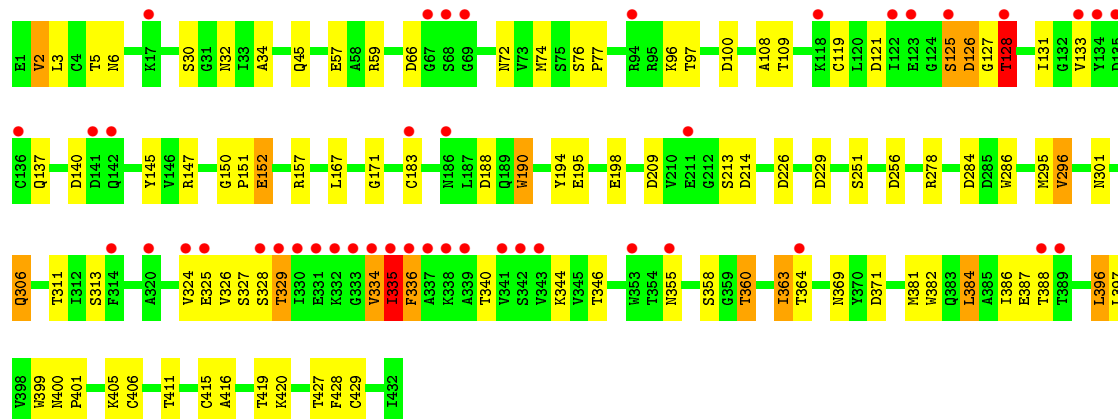 E1 V2 L3 C4 T5 N6 K17 S30 G31 N32 I33 A34 Q45 E57 A58 R59 D66 G67 S68 G69 N72 V73 M74 S75 S76 P77 R94 R95 K96 T97 D100 A108 T109 K118 C119 L120 D121 I122 E123 G124 S125 D126 G127 T128 I131 G132 V133 Y134 D135
C136 Q137 D140 D141 Q142 Y145 V146 R147 G150 P151 E152 R157 L167 G171 C183 N186 L187 D188 Q189 W190 Y194 E195 E198 D209 V210 E211 G212 S213 D214 D226 D229 S251 D256 R278 D284 D285 W286 M295 V296 N301
Q306 T311 I312 S313 F314 A320 V324 E325 V326 S327 S328 T329 I330 E331 K332 G333 V334 I335 F336 A337 K338 A339 T340 V341 S342 V343 K344 V345 T346 W353 T354 N355 S358 G359 T360 I363 T364 N369 Y370 D371 M381 W382 Q383 L384 A385 I386 E387 T388 T389 L396 L397
V398 W399 N400 P401 K405 C406 T411 C415 A416 T419 K420 T427 F428 C429 I432